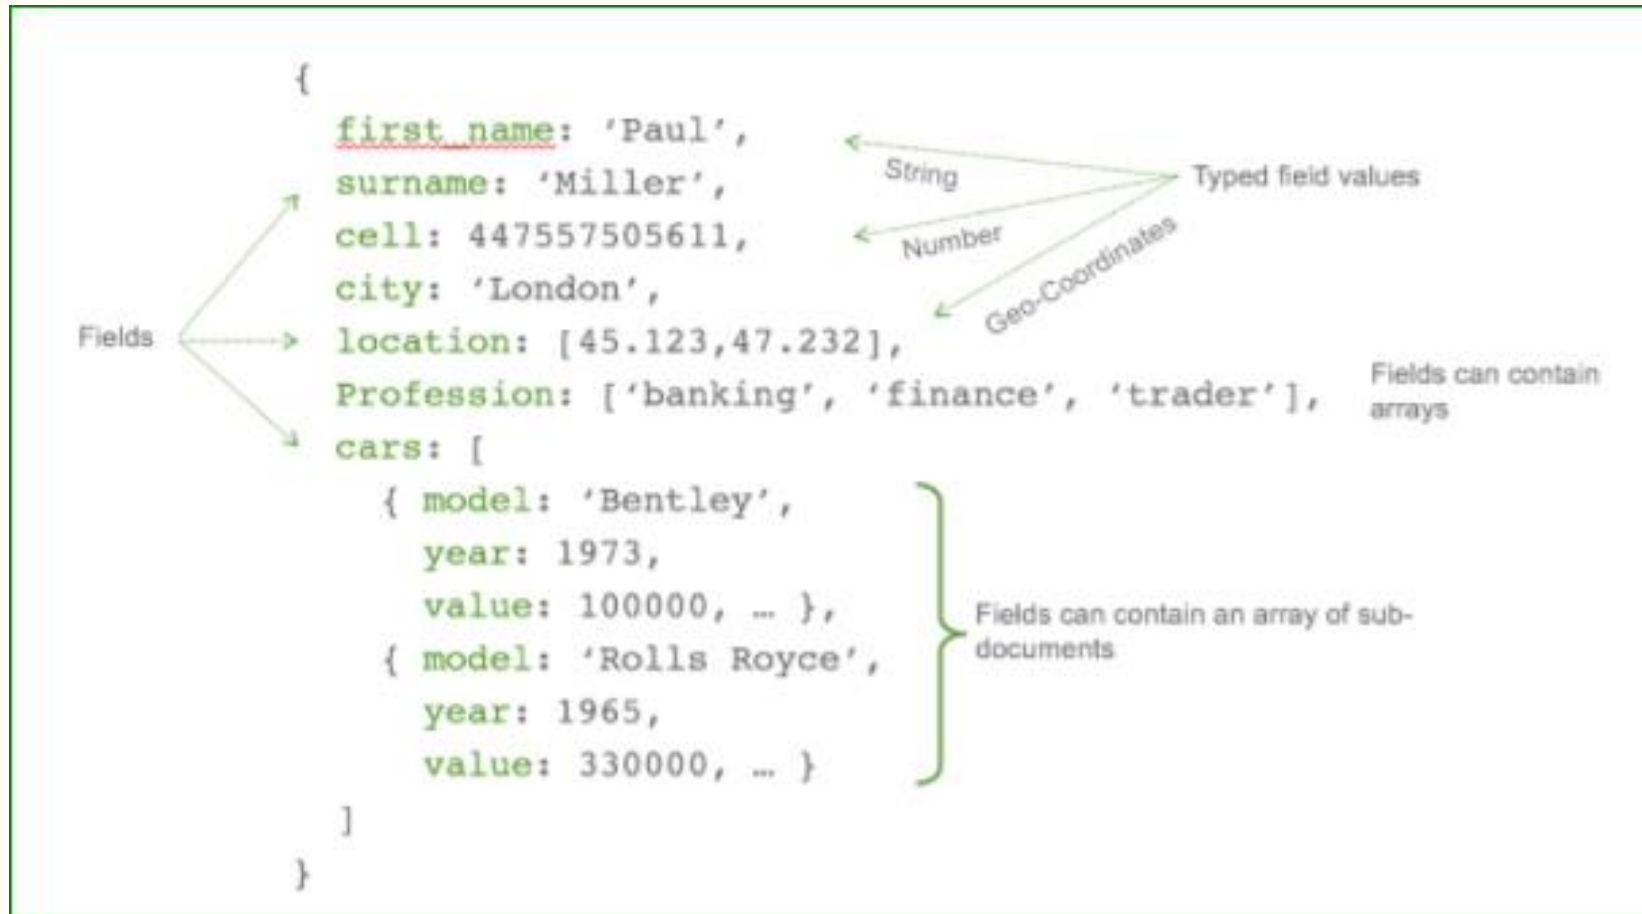 {
first_name: ‘Paul’,
surname: ‘Miller’,
cell: 447557505611,
city: ‘London’,
location: [45.123,47.232],
Profession: [‘banking’, ‘finance’, ‘trader’],
cars: [
{ model: ‘Bentley’,
year: 1973,
value: 100000, … },
{ model: ‘Rolls Royce’,
year: 1965,
value: 330000, … }
]
}
Fields
String
Number
Geo-Coordinates
Typed field values
Fields can contain
arrays
Fields can contain an array of sub-
documents